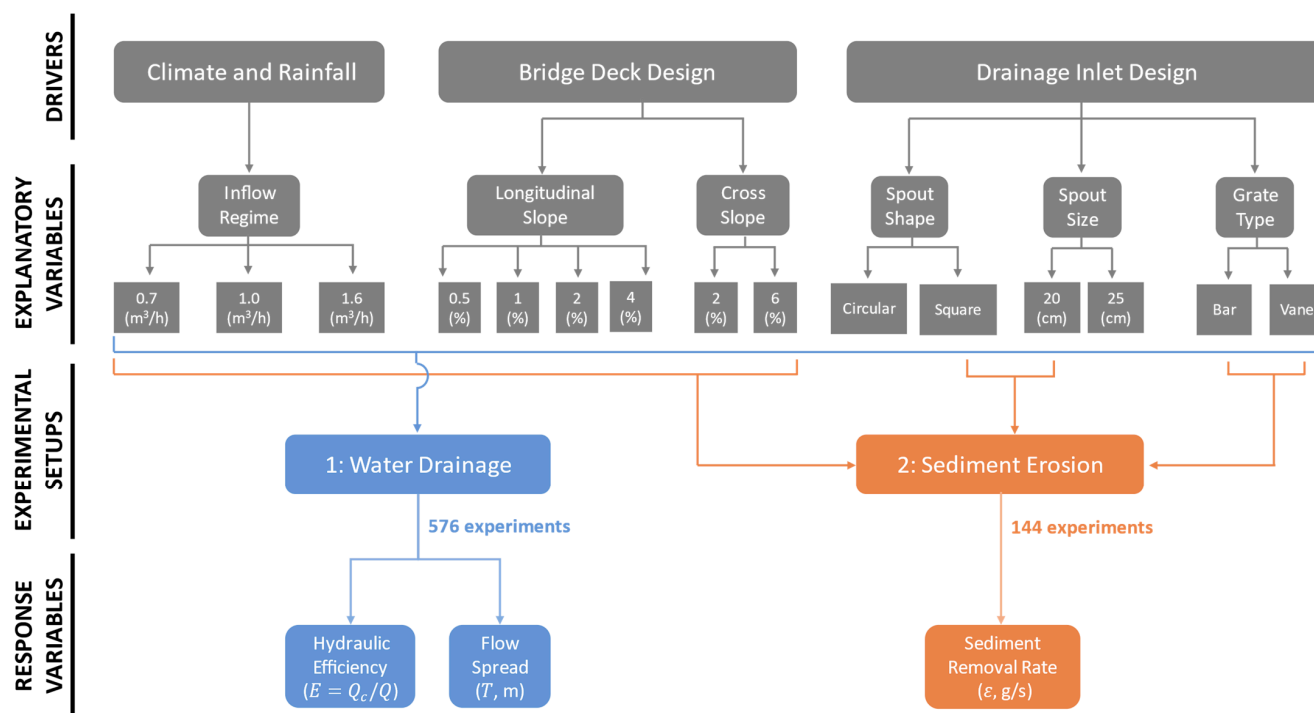 DRIVERS
Climate and Rainfall
Bridge Deck Design
Drainage Inlet Design
EXPLANATORY
VARIABLES
Inflow
Regime
Longitudinal
Slope
Cross
Slope
Spout
Shape
Spout
Size
Grate
Type
0.7
(m³/h)
1.0
(m³/h)
1.6
(m³/h)
0.5
(%)
1
(%)
2
(%)
4
(%)
2
(%)
6
(%)
Circular
Square
20
(cm)
25
(cm)
Bar
Vane
EXPERIMENTAL
SETUPS
1: Water Drainage
2: Sediment Erosion
576 experiments
144 experiments
RESPONSE
VARIABLES
Hydraulic
Efficiency
(E = Q_c/Q)
Flow
Spread
(T, m)
Sediment
Removal Rate
(ε, g/s)